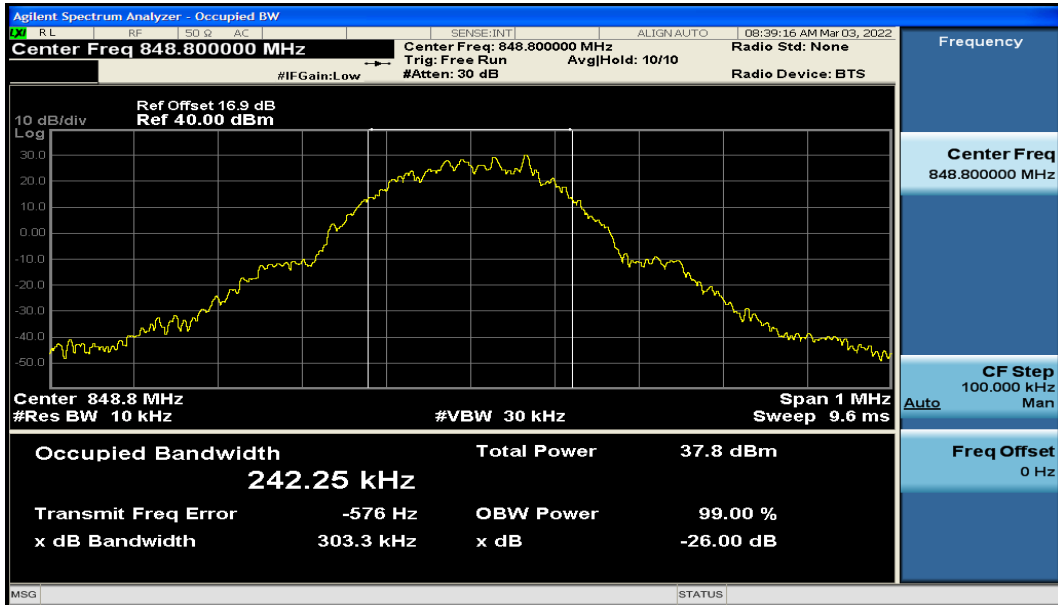 Agilent Spectrum Analyzer - Occupied BW
LXI RL RF 50 Ω AC SENSE:INT ALIGN AUTO 08:39:16 AM Mar 03, 2022
Center Freq 848.800000 MHz
Center Freq: 848.800000 MHz Radio Std: None
Trig: Free Run Avg|Hold: 10/10
#IFGain:Low #Atten: 30 dB Radio Device: BTS
Ref Offset 16.9 dB
10 dB/div Ref 40.00 dBm
Log
30.0
20.0
10.0
0.00
-10.0
-20.0
-30.0
-40.0
-50.0
Center 848.8 MHz Span 1 MHz
#Res BW 10 kHz #VBW 30 kHz Sweep 9.6 ms
Occupied Bandwidth Total Power 37.8 dBm
242.25 kHz
Transmit Freq Error -576 Hz OBW Power 99.00 %
x dB Bandwidth 303.3 kHz x dB -26.00 dB
MSG STATUS
Frequency
Center Freq
848.800000 MHz
CF Step
100.000 kHz
Auto Man
Freq Offset
0 Hz